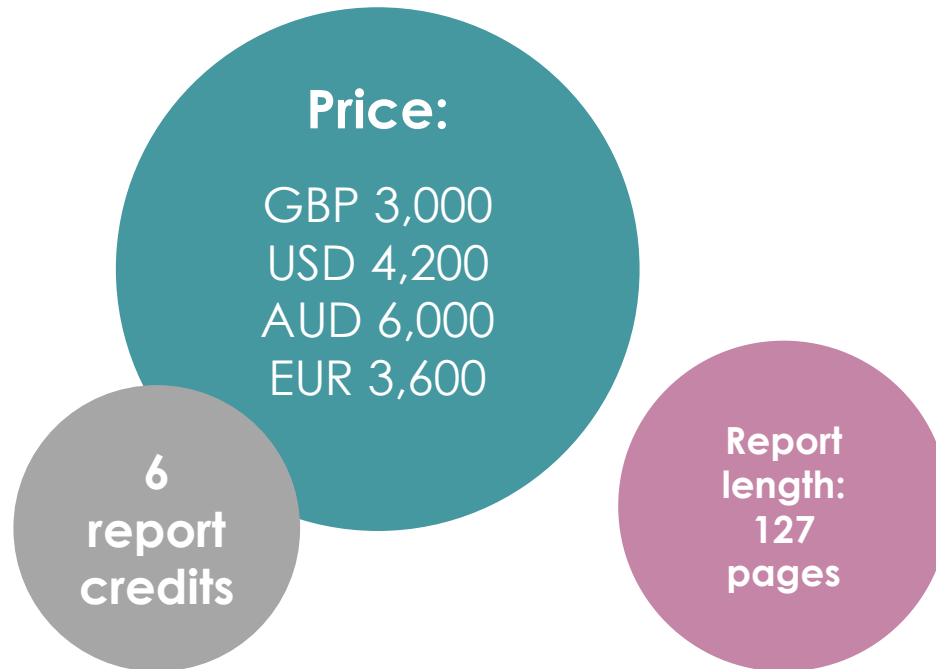 Price:
GBP 3,000
USD 4,200
AUD 6,000
EUR 3,600
6
report
credits
Report
length:
127
pages